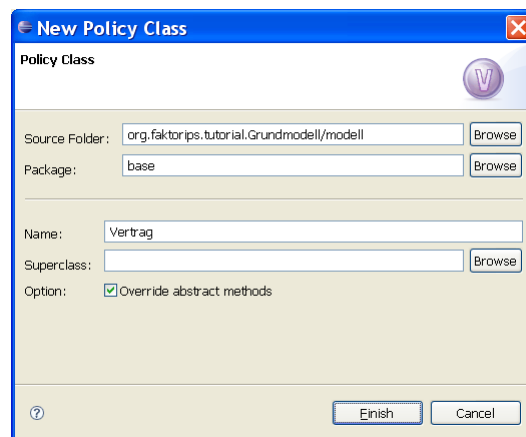 New Policy Class
Policy Class
V
Source Folder: org.faktorips.tutorial.Grundmodell/modell Browse
Package: base Browse
Name: Vertrag
Superclass: Browse
Option: Override abstract methods
? Finish Cancel